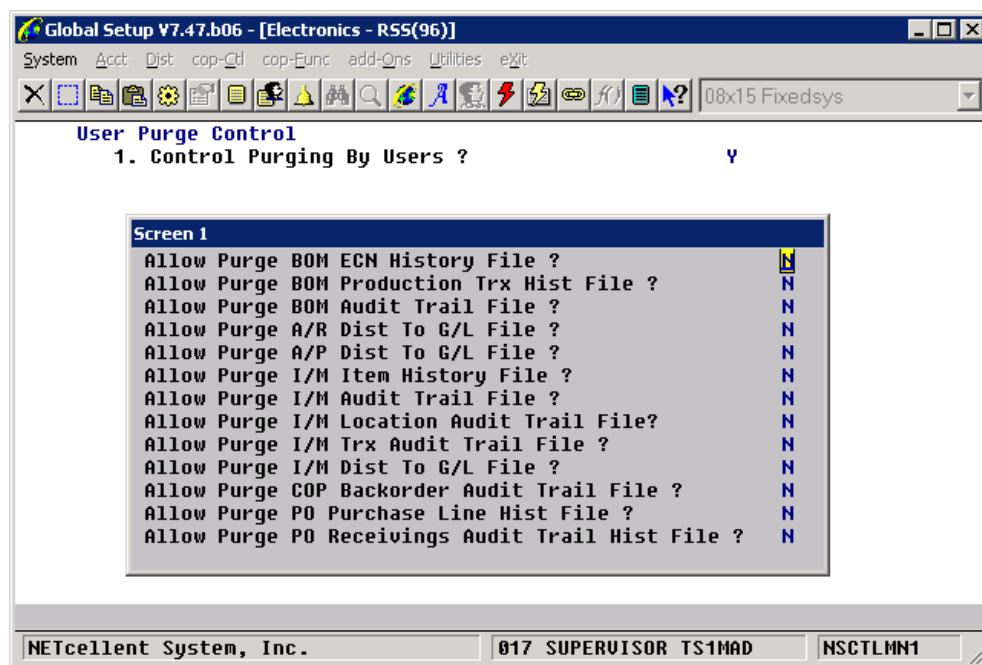 Global Setup V7.47.b06 - [Electronics - RSS(96)]
System Acct Dist cop-Ctl cop-Func add-Ons Utilities eXit
08x15 Fixedsys
User Purge Control
1. Control Purging By Users ? Y
Screen 1
Allow Purge BOM ECN History File ? N
Allow Purge BOM Production Trx Hist File ? N
Allow Purge BOM Audit Trail File ? N
Allow Purge A/R Dist To G/L File ? N
Allow Purge A/P Dist To G/L File ? N
Allow Purge I/M Item History File ? N
Allow Purge I/M Audit Trail File ? N
Allow Purge I/M Location Audit Trail File? N
Allow Purge I/M Trx Audit Trail File ? N
Allow Purge I/M Dist To G/L File ? N
Allow Purge COP Backorder Audit Trail File ? N
Allow Purge PO Purchase Line Hist File ? N
Allow Purge PO Receivings Audit Trail Hist File ? N
NETcellent System, Inc. 017 SUPERVISOR TS1MAD NSCTLMN1